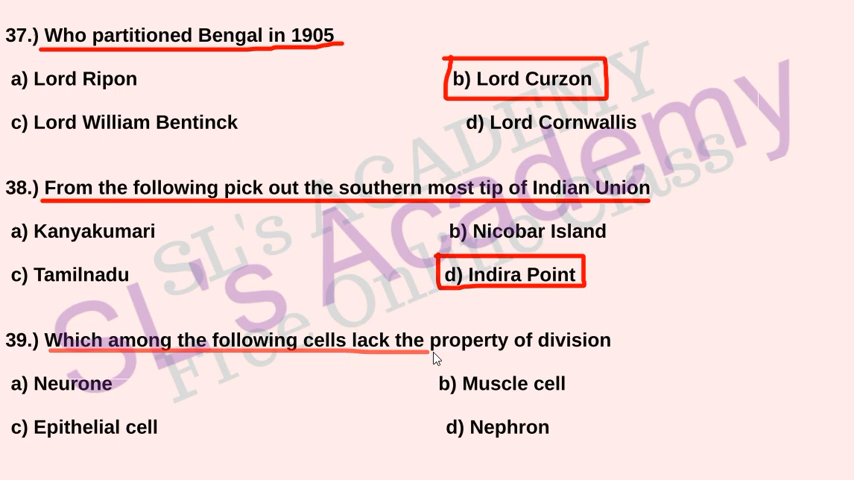 37.) Who partitioned Bengal in 1905
a) Lord Ripon b) Lord Curzon
c) Lord William Bentinck d) Lord Cornwallis
38.) From the following pick out the southern most tip of Indian Union
a) Kanyakumari b) Nicobar Island
c) Tamilnadu d) Indira Point
39.) Which among the following cells lack the property of division
a) Neurone b) Muscle cell
c) Epithelial cell d) Nephron
SL's Academy
SL's ACADEMY
Free Online Class